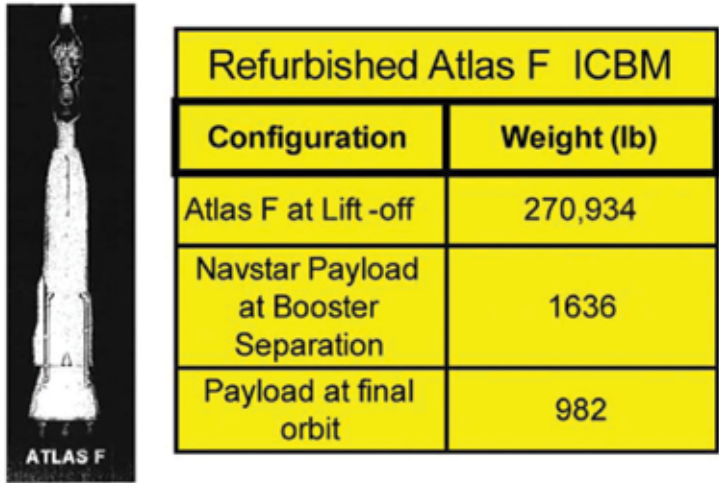 ATLAS F
Refurbished Atlas F ICBM
Configuration Weight (lb)
Atlas F at Lift -off 270,934
Navstar Payload
at Booster
Separation
1636
Payload at final
orbit
982